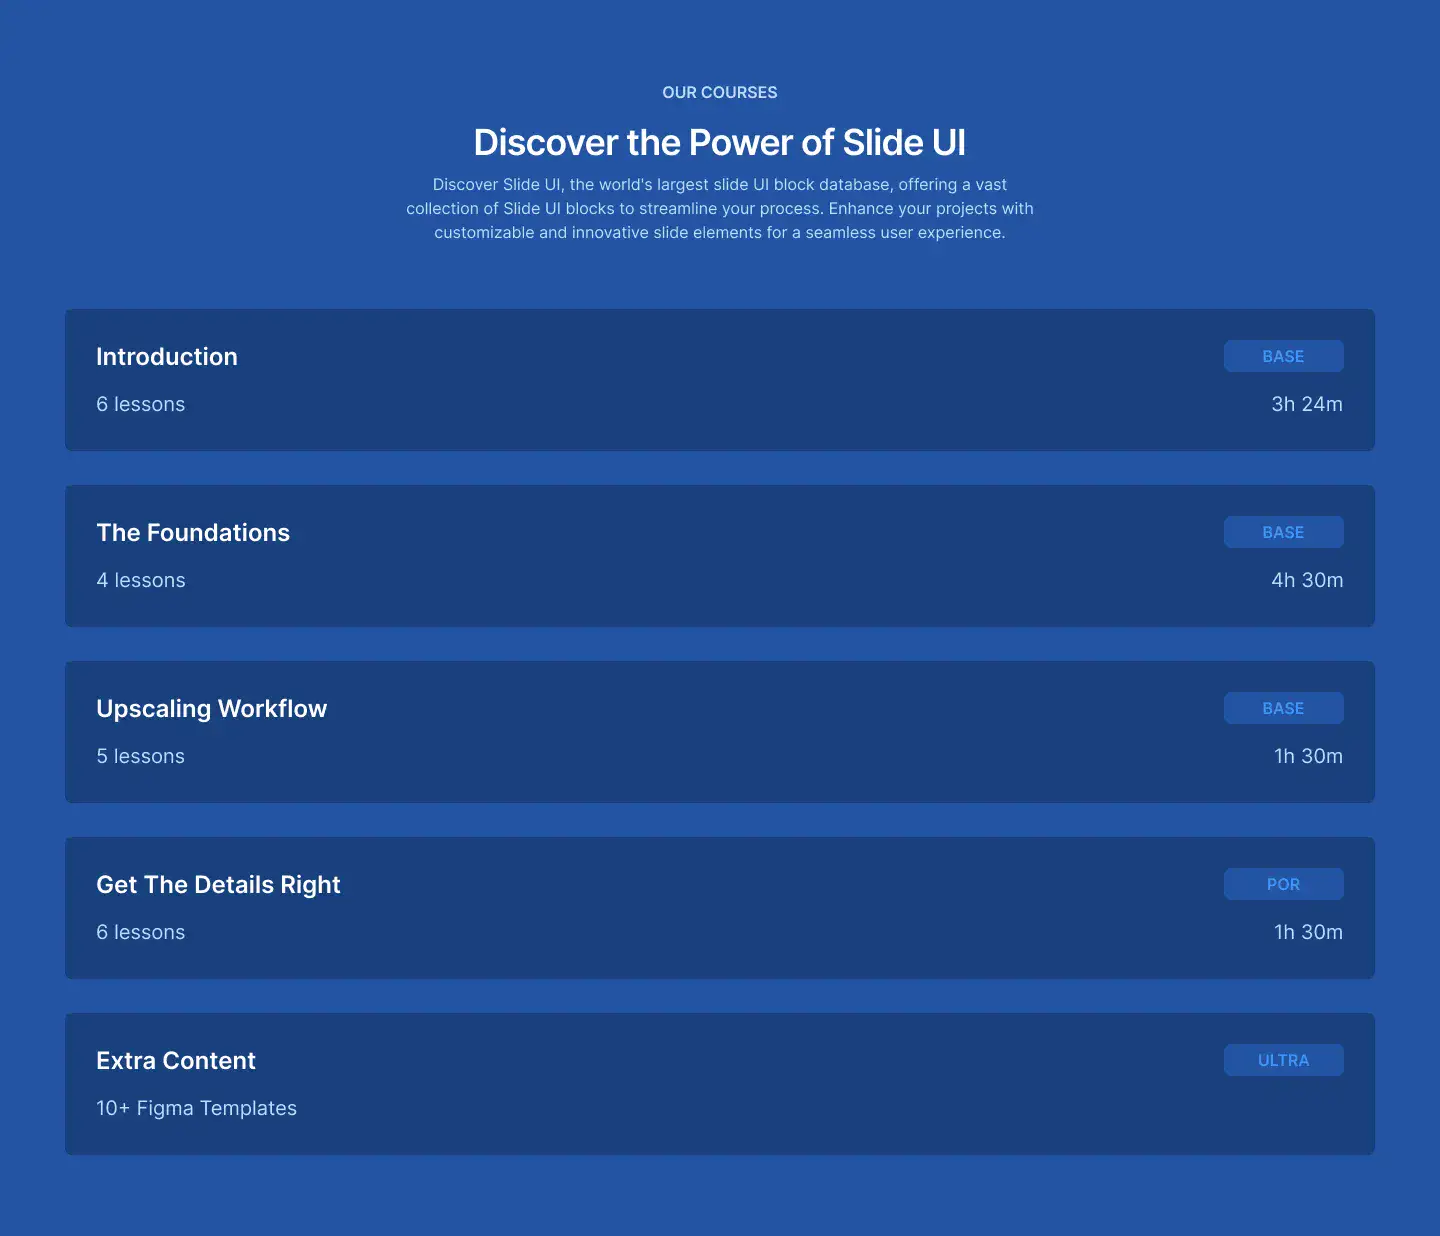 OUR COURSES
Discover the Power of Slide UI
Discover Slide UI, the world's largest slide UI block database, offering a vast
collection of Slide UI blocks to streamline your process. Enhance your projects with
customizable and innovative slide elements for a seamless user experience.
Introduction
BASE
6 lessons
3h 24m
The Foundations
BASE
4 lessons
4h 30m
Upscaling Workflow
BASE
5 lessons
1h 30m
Get The Details Right
POR
6 lessons
1h 30m
Extra Content
ULTRA
10+ Figma Templates